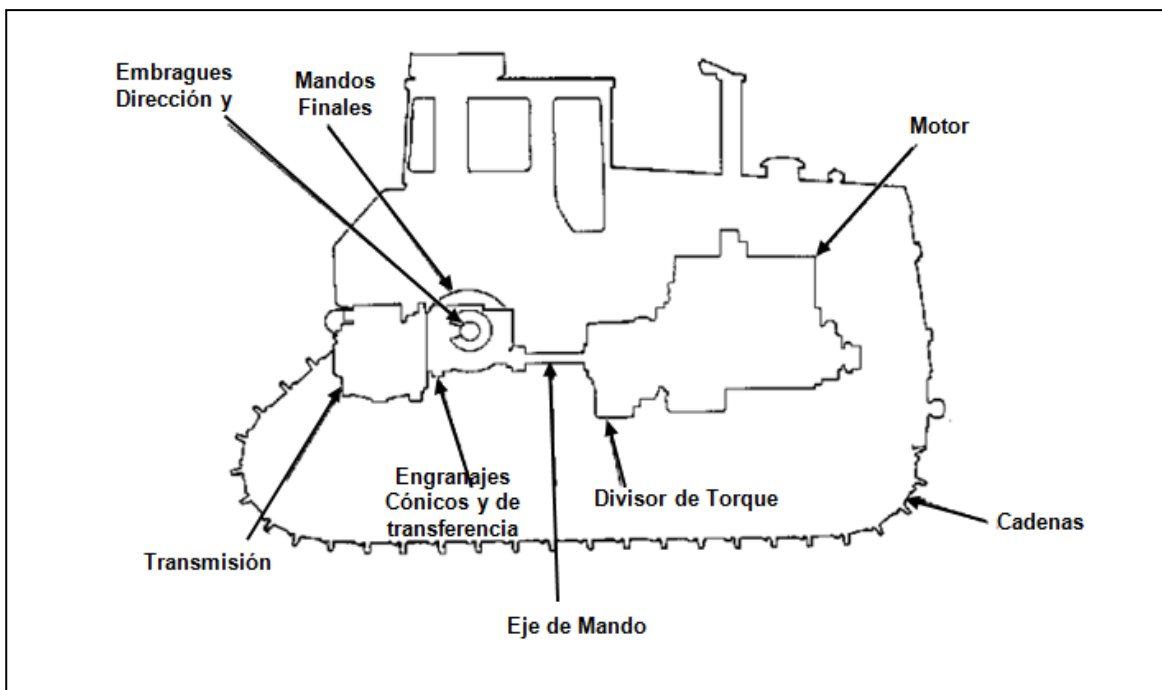 Embragues
Dirección y
Mandos
Finales
Motor
Engranajes
Cónicos y de
transferencia
Divisor de Torque
Cadenas
Transmisión
Eje de Mando